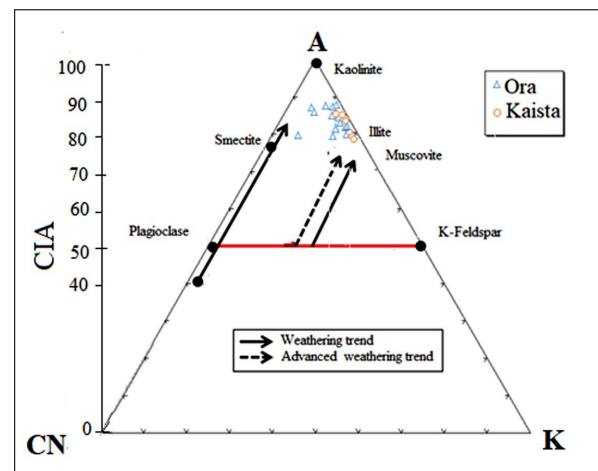 A
100
Kaolinite
90
Ora
Kaista
80
Smectite
Illite
Muscovite
70
60
CIA
Plagioclase
50
K-Feldspar
40
Weathering trend
Advanced weathering trend
0
CN
K